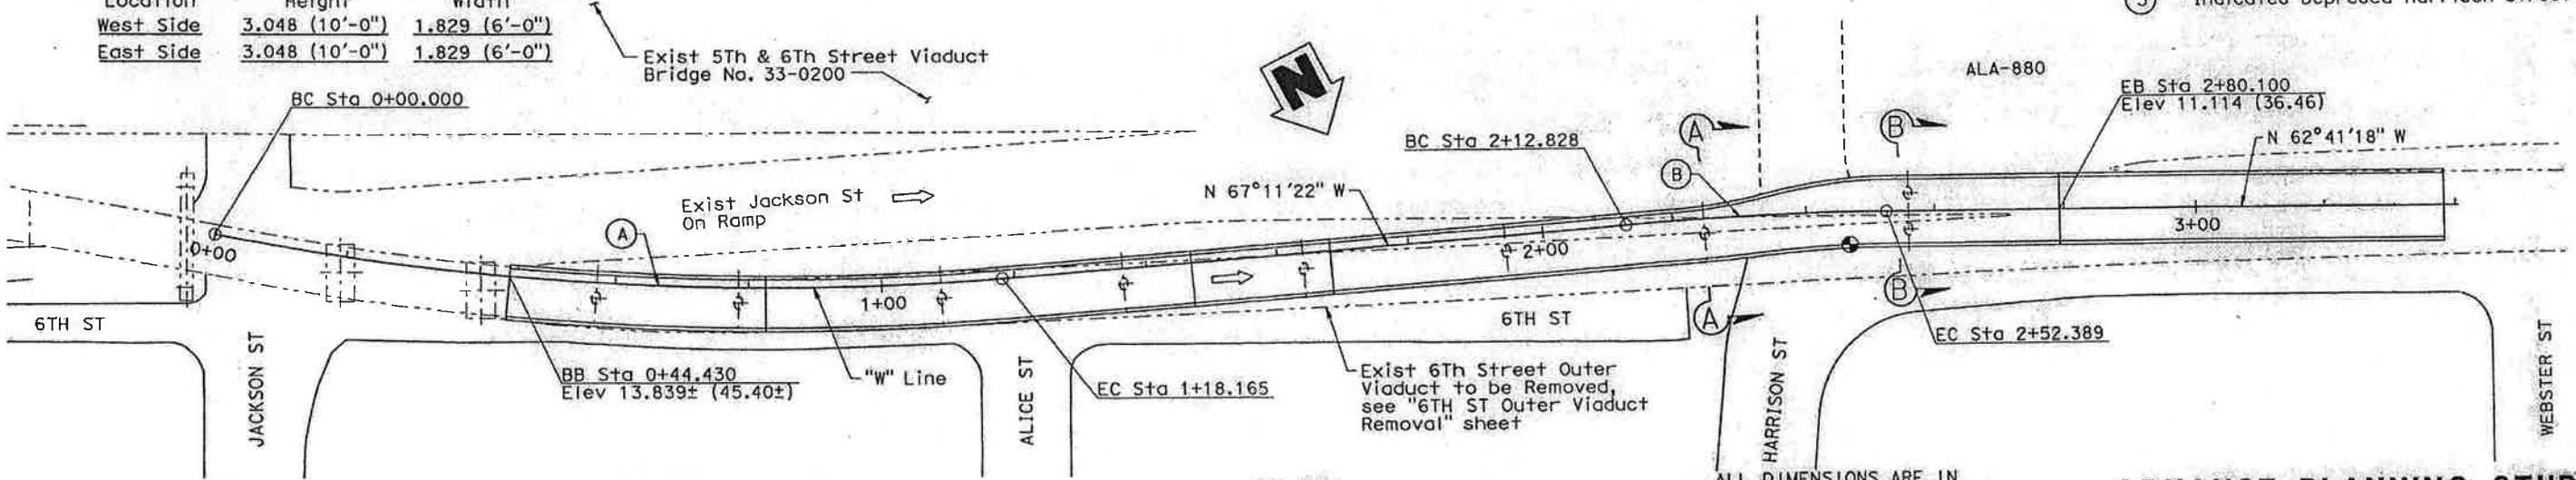 Location Height Width
West Side 3.048 (10'-0") 1.829 (6'-0")
East Side 3.048 (10'-0") 1.829 (6'-0")
Exist 5Th & 6Th Street Viaduct
Bridge No. 33-0200
N
ALA-880
EB Sta 2+80.100
Elev 11.114 (36.46)
BC Sta 0+00.000
A
B
BC Sta 2+12.828
N 62°41'18" W
B
N 67°11'22" W
Exist Jackson St
On Ramp
A
0+00
1+00
2+00
3+00
B
A
6TH ST
6TH ST
EC Sta 2+52.389
JACKSON ST
BB Sta 0+44.430
Elev 13.839± (45.40±)
"W" Line
ALICE ST
EC Sta 1+18.165
Exist 6Th Street Outer
Viaduct to be Removed,
see "6TH ST Outer Viaduct
Removal" sheet
HARRISON ST
WEBSTER ST
ALL DIMENSIONS ARE IN